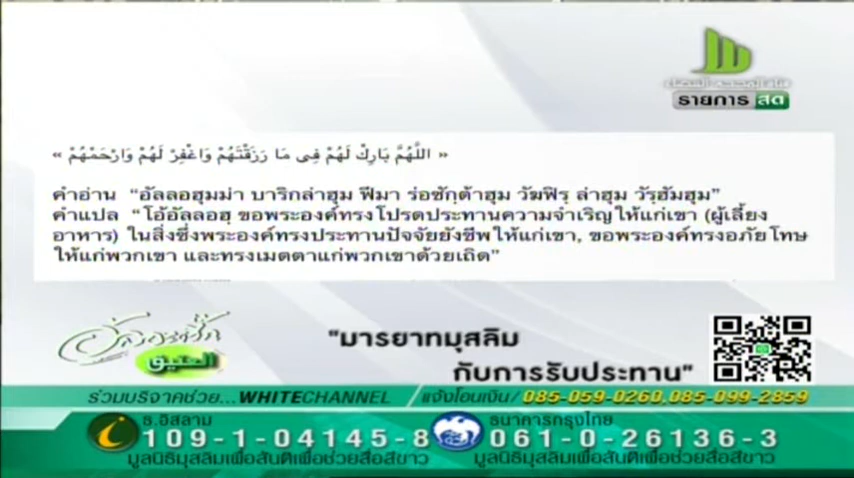 รายการ สด
« اللَّهُمَّ بَارِكْ لَهُمْ فِى مَا رَزَقْتَهُمْ وَاغْفِرْ لَهُمْ وَارْحَمْهُمْ »
คำอ่าน “อัลลอฮุมม่า บาริกล่าฮุม ฟีมา ร่อซักฺต้าฮุม วัฆฟิรฺ ล่าฮุม วัรฺฮัมฮุม”
คำแปล “โอ้อัลลอฮฺ ขอพระองค์ทรงโปรดประทานความจำเริญให้แก่เขา (ผู้เลี้ยง
อาหาร) ในสิ่งซึ่งพระองค์ทรงประทานปัจจัยยังชีพให้แก่เขา, ขอพระองค์ทรงอภัยโทษ
ให้แก่พวกเขา และทรงเมตตาแก่พวกเขาด้วยเถิด”
العتيق
"มารยาทมุสลิม
กับการรับประทาน"
ร่วมบริจาคช่วย...WHITECHANNEL /แจ้งโอนเงิน/ 085-059-0260,085-099-2859
ธ.อิสลาม ธนาคารกรุงไทย
109-1-04145-8 061-0-26136-3
มูลนิธิมุสลิมเพื่อสันติเพื่อช่วยสื่อสีขาว มูลนิธิมุสลิมเพื่อสันติเพื่อช่วยสื่อสีขาว